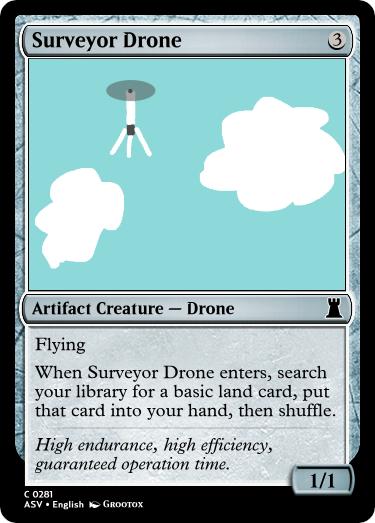 Surveyor Drone 3
Artifact Creature — Drone
Flying
When Surveyor Drone enters, search
your library for a basic land card, put
that card into your hand, then shuffle.
High endurance, high efficiency,
guaranteed operation time.
1/1
C 0281
ASV • English Grootox